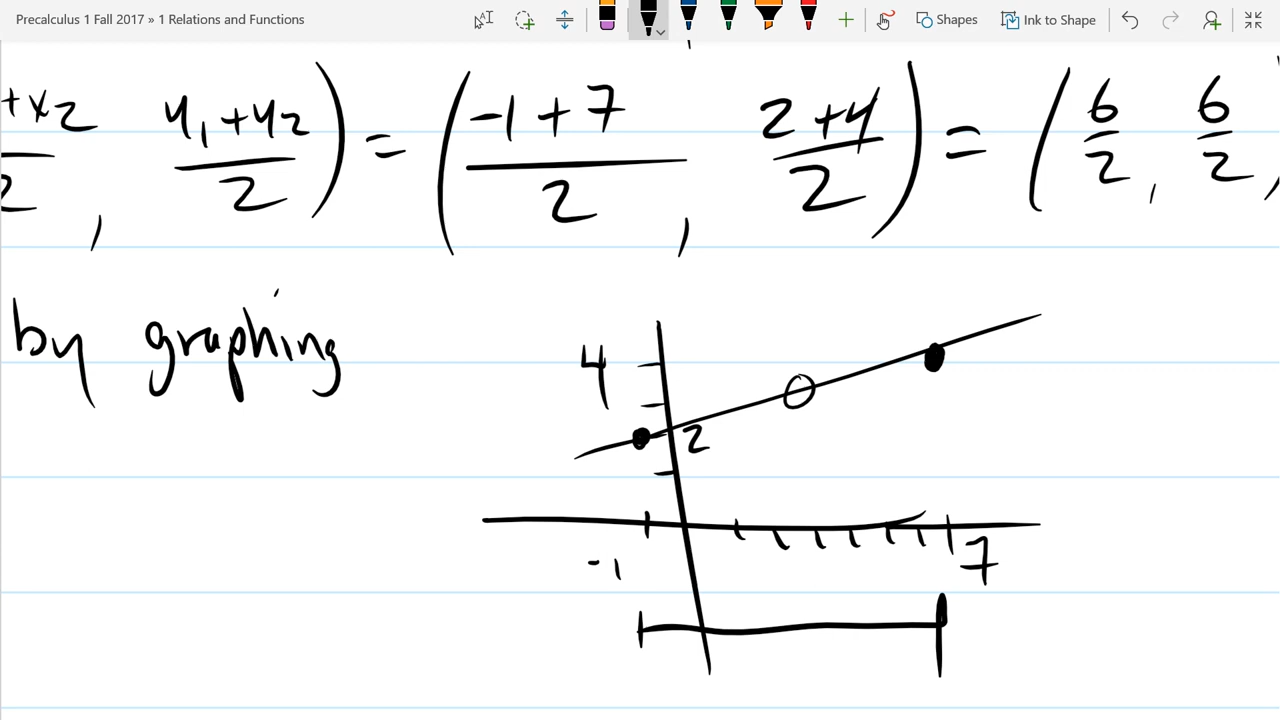 Precalculus 1 Fall 2017 » 1 Relations and Functions
Shapes
Ink to Shape
+x2/2, y1+y2/2) = (-1+7/2, 2+4/2) = (6/2, 6/2,
by graphing
4
2
-1
7